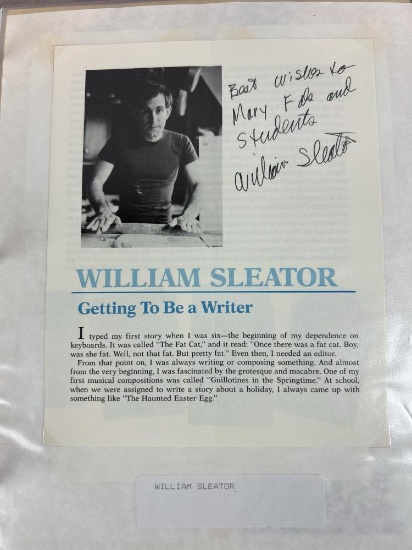 Best wishes to
Mary and
Students
William Sleator
WILLIAM SLEATOR
Getting To Be a Writer
I typed my first story when I was six—the beginning of my dependence on
keyboards. It was called "The Fat Cat," and it read: "Once there was a fat cat. Boy,
was she fat. Well, not that fat. But pretty fat." Even then, I needed an editor.
From that point on, I was always writing or composing something. And almost
from the very beginning, I was fascinated by the grotesque and macabre. One of my
first musical compositions was called "Guillotines in the Springtime." At school,
when we were assigned to write a story about a holiday, I always came up with
something like "The Haunted Easter Egg."
WILLIAM SLEATOR